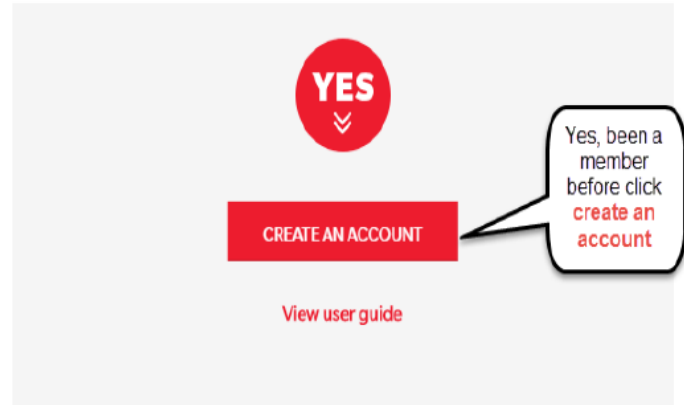 YES
Yes, been a
member
before click
create an
account
CREATE AN ACCOUNT
View user guide